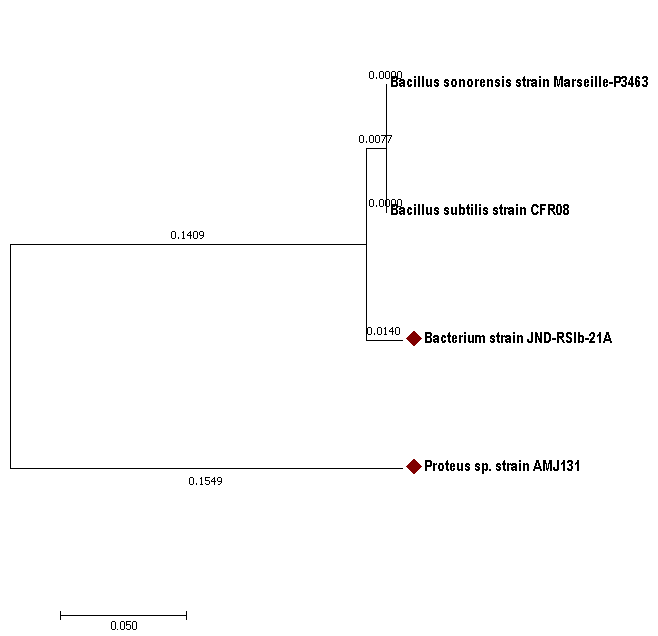 0.0000
Bacillus sonorensis strain Marseille-P3463
0.0077
0.0000
Bacillus subtilis strain CFR08
0.1409
0.0140
Bacterium strain JND-RSIb-21A
Proteus sp. strain AMJ131
0.1549
0.050